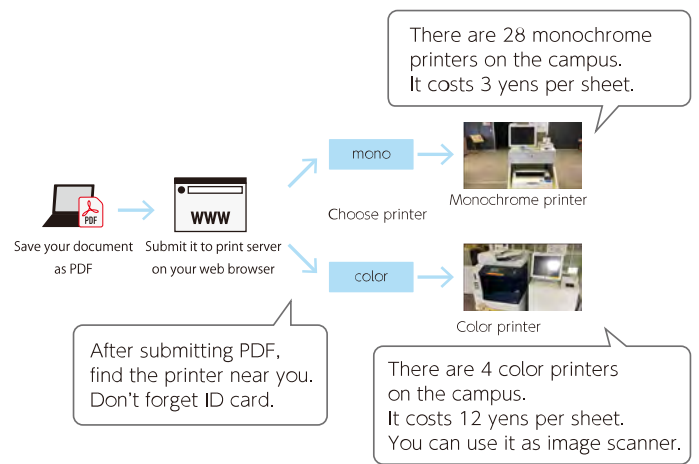 There are 28 monochrome
printers on the campus.
It costs 3 yens per sheet.
mono
Monochrome printer
Choose printer
PDF
WWW
Save your document
as PDF
Submit it to print server
on your web browser
color
Color printer
After submitting PDF,
find the printer near you.
Don't forget ID card.
There are 4 color printers
on the campus.
It costs 12 yens per sheet.
You can use it as image scanner.